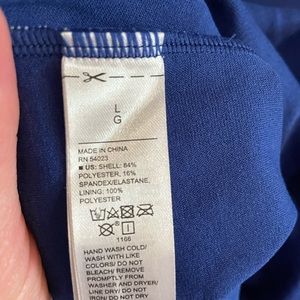 L
G
MADE IN CHINA
RN 54023
■ US: SHELL: 84%
POLYESTER, 16%
SPANDEX/ELASTANE,
LINING: 100%
POLYESTER
1166
HAND WASH COLD/
WASH WITH LIKE
COLORS/ DO NOT
BLEACH/ REMOVE
PROMPTLY FROM
WASHER AND DRYER/
LINE DRY/ DO NOT
IRON/ DO NOT DRY